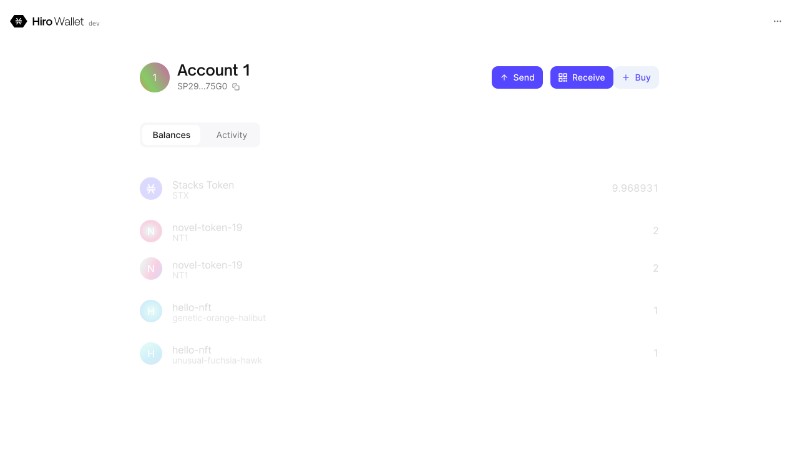 Hiro Wallet dev
1
Account 1
SP29...75G0
Send
Receive
+ Buy
Balances
Activity
Stacks Token
9.968931
STX
novel-token-19
2
NT1
N
novel-token-19
2
NT1
hello-nft
1
genetic-orange-halibut
H
hello-nft
1
unusual-fuchsia-hawk